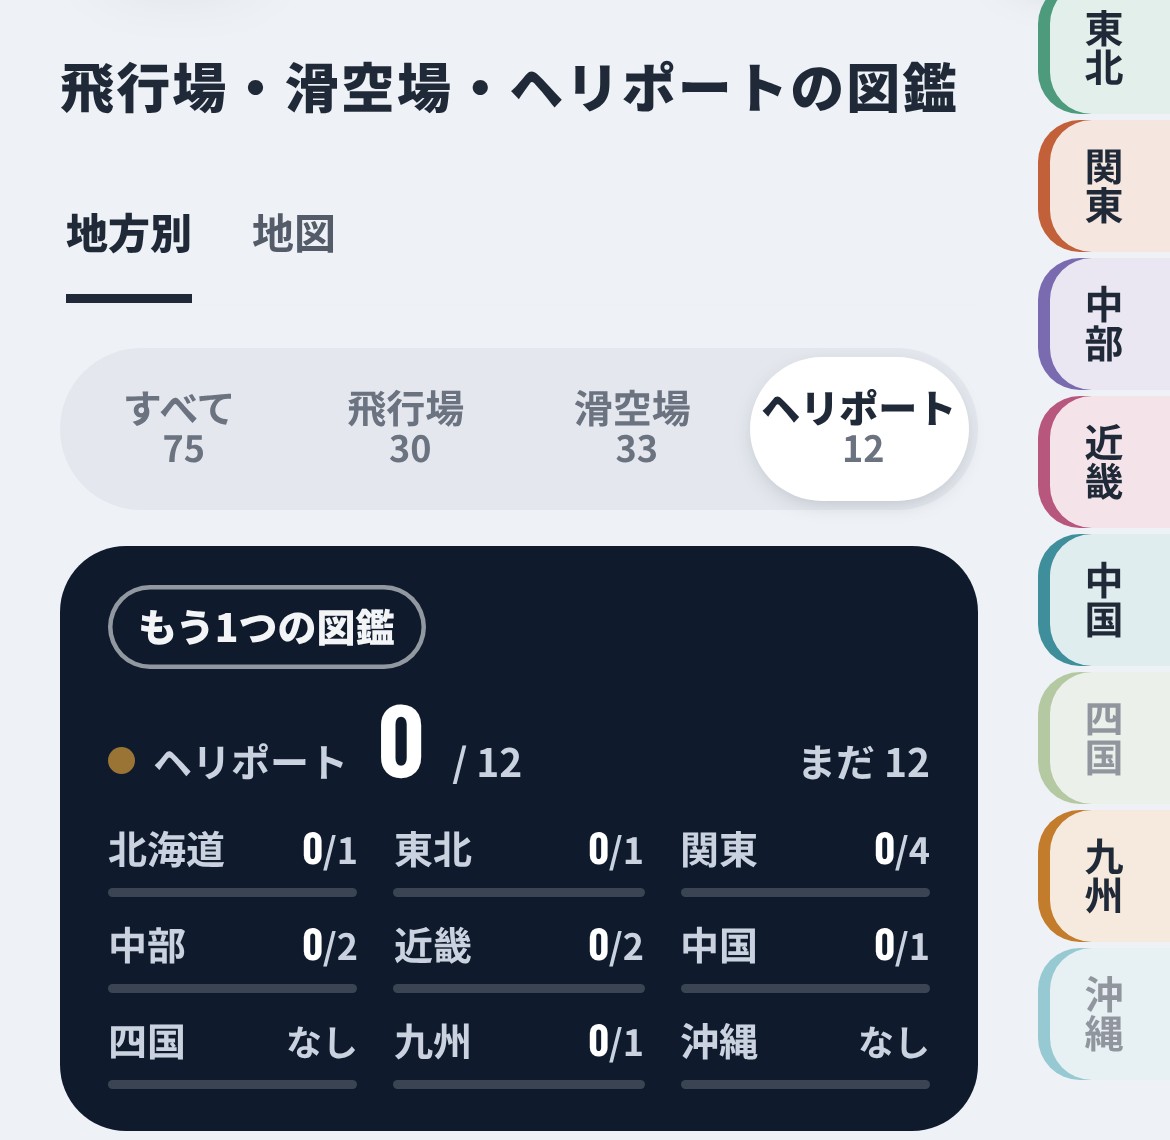 飛行場・滑空場・ヘリポートの図鑑
地方別 地図
すべて 75
飛行場 30
滑空場 33
ヘリポート 12
もう1つの図鑑
ヘリポート 0 / 12 まだ 12
北海道 0/1 東北 0/1 関東 0/4
中部 0/2 近畿 0/2 中国 0/1
四国 なし 九州 0/1 沖縄 なし
東北
関東
中部
近畿
中国
四国
九州
沖縄